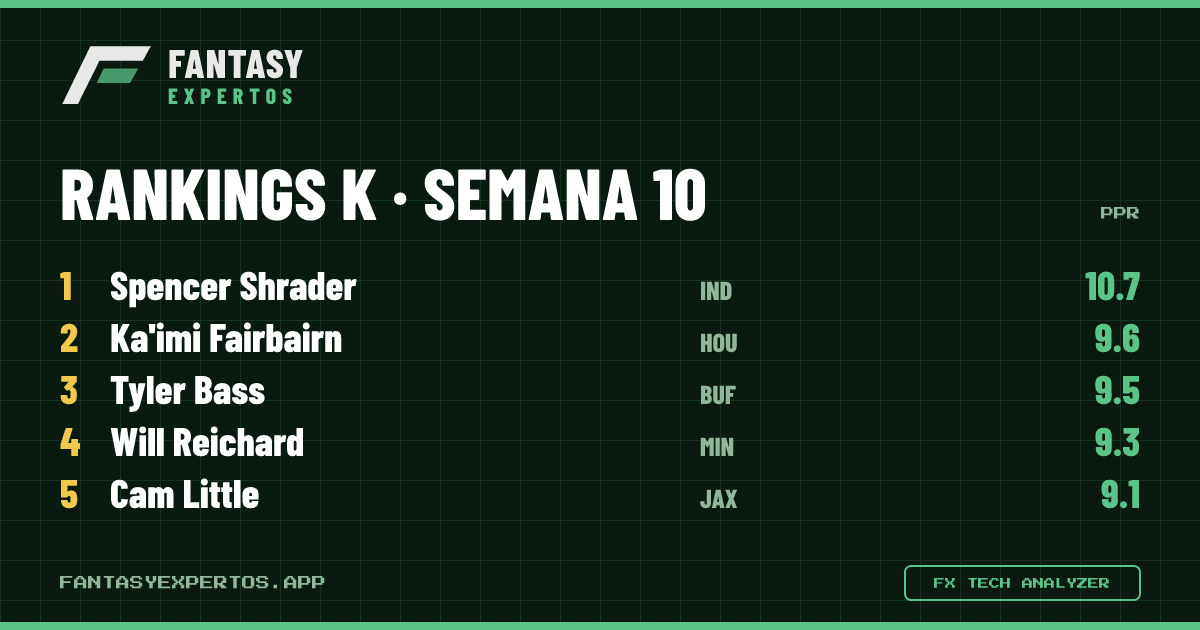 FANTASY
EXPERTOS
RANKINGS K · SEMANA 10
PPR
1 Spencer Shrader IND 10.7
2 Ka'imi Fairbairn HOU 9.6
3 Tyler Bass BUF 9.5
4 Will Reichard MIN 9.3
5 Cam Little JAX 9.1
FANTASYEXPERTOS.APP
FX TECH ANALYZER